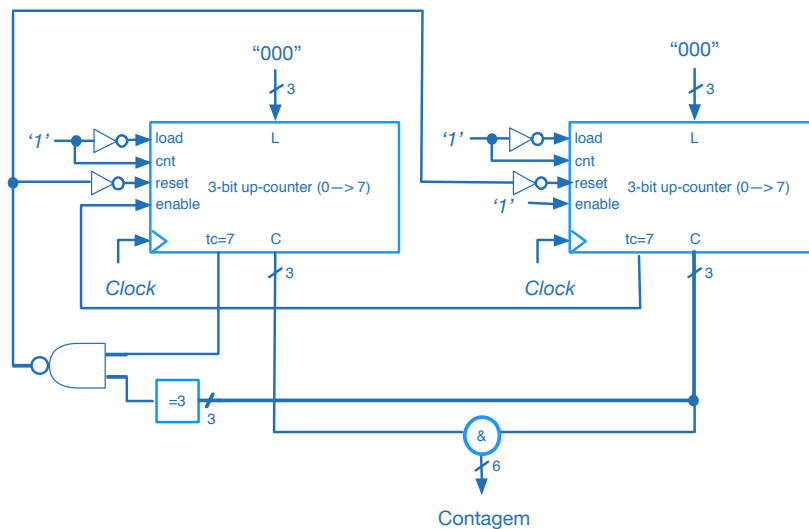 “000”
3
‘1’
load
cnt
reset
enable
L
3-bit up-counter (0—> 7)
tc=7
C
Clock
3
“000”
3
‘1’
load
cnt
reset
‘1’
enable
L
3-bit up-counter (0—> 7)
tc=7
C
Clock
3
=3
3
&
6
Contagem